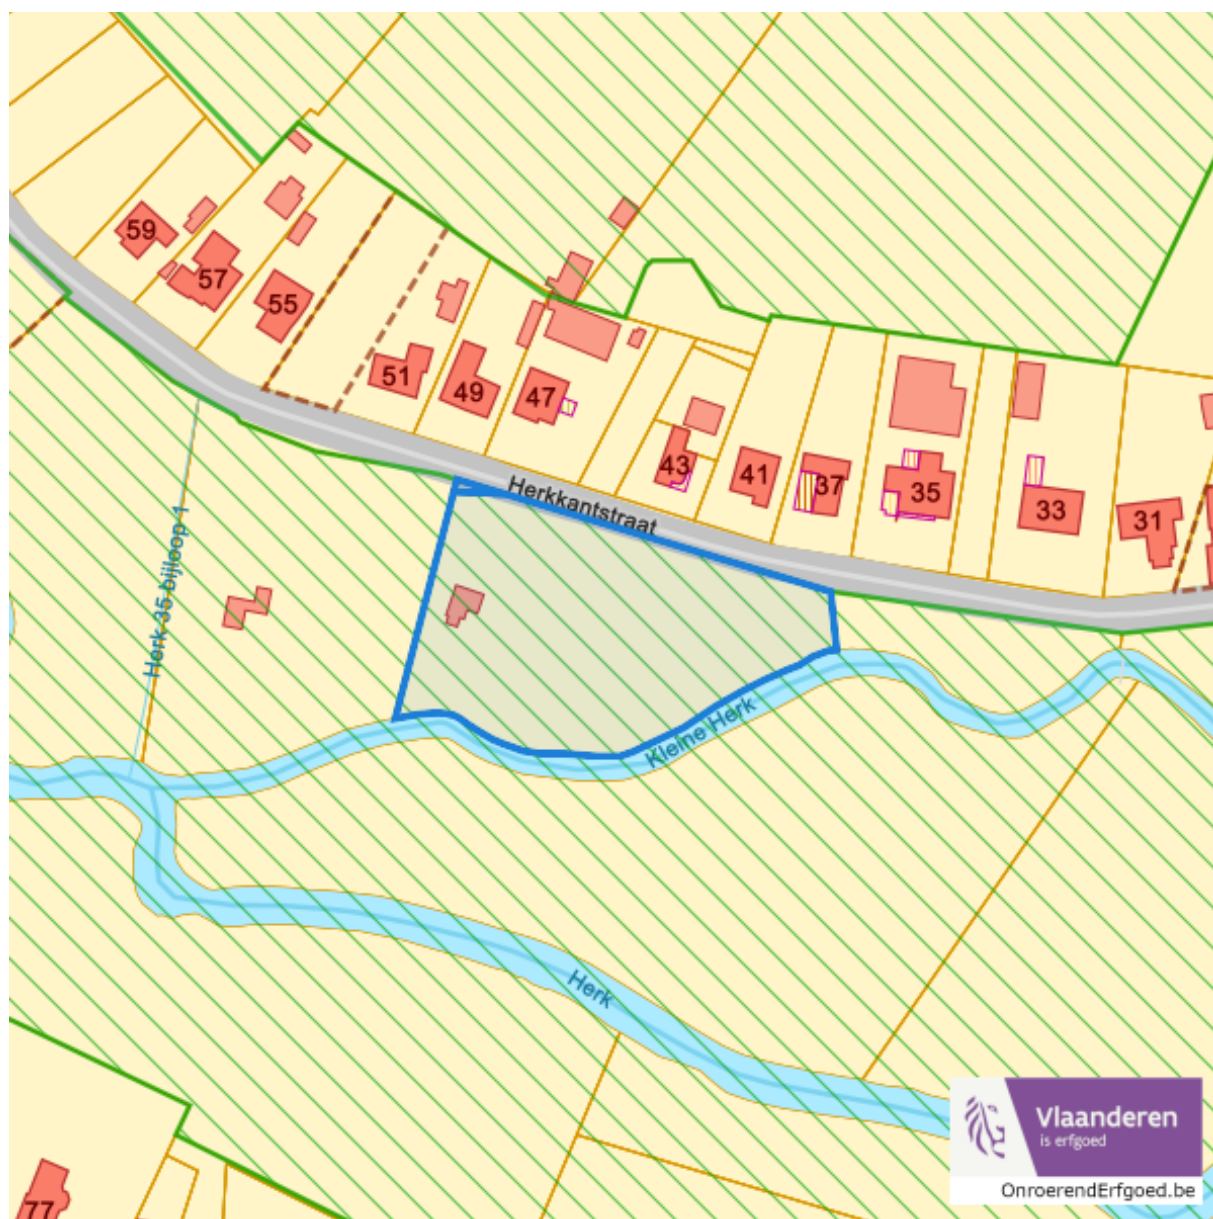 59
57
55
51
49
47
43
41
37
35
33
31
Herkkantstraat
Herk 35 bijloop 1
Kleine Herk
Herk
77
Vlaanderen
is erfgoed
OnroerendErfgoed.be